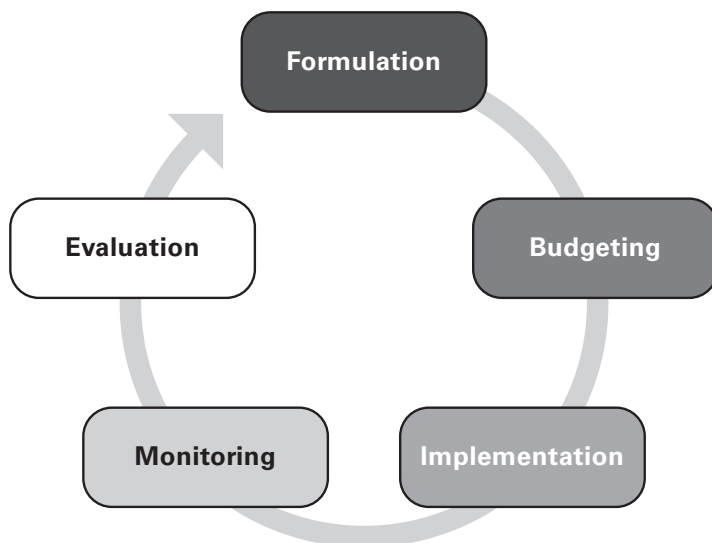 Formulation
Budgeting
Implementation
Monitoring
Evaluation